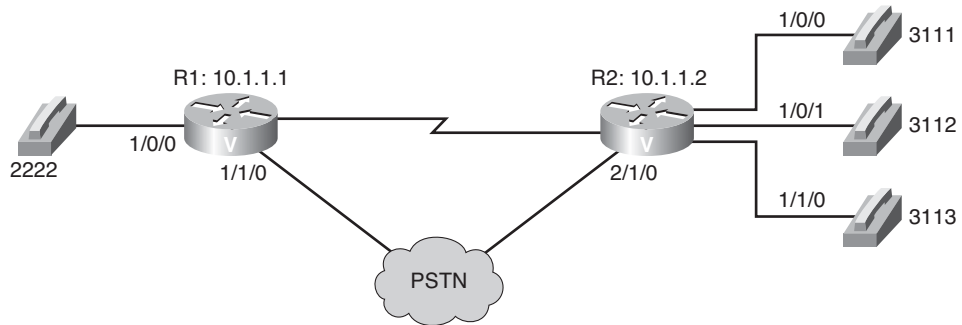 1/0/0
3111
R1: 10.1.1.1
R2: 10.1.1.2
1/0/1
3112
V
V
1/0/0
2222
1/1/0
2/1/0
1/1/0
3113
PSTN